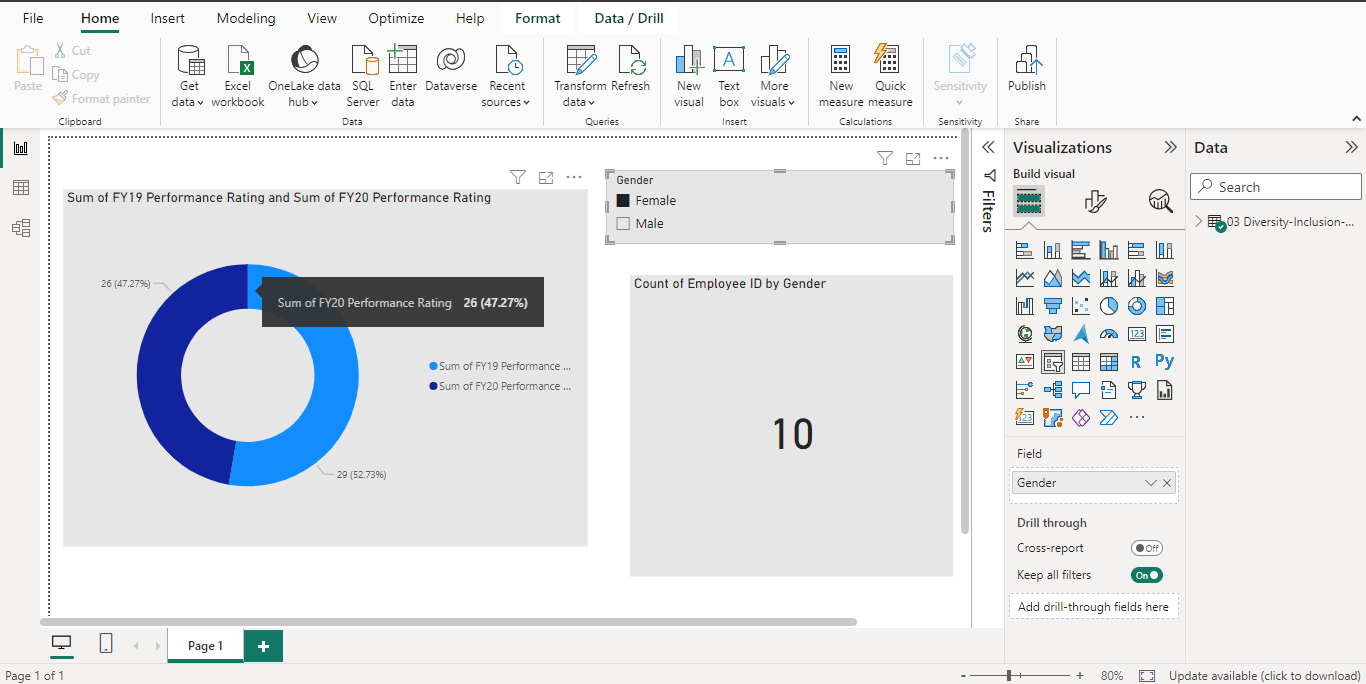 File Home Insert Modeling View Optimize Help Format Data / Drill
Paste
Cut
Copy
Format painter
Clipboard
Get data
Excel workbook
OneLake data hub
SQL Server
Enter data
Dataverse
Recent sources
Data
Transform data
Refresh
Queries
New visual
Text box
More visuals
Insert
New measure
Quick measure
Calculations
Sensitivity
Sensitivity
Publish
Share
Sum of FY19 Performance Rating and Sum of FY20 Performance Rating
26 (47.27%)
Sum of FY20 Performance Rating 26 (47.27%)
Sum of FY19 Performance ...
Sum of FY20 Performance ...
29 (52.73%)
Gender
Female
Male
Count of Employee ID by Gender
10
Filters
Visualizations
Build visual
123
R
Py
123
Field
Gender
Drill through
Cross-report
Off
Keep all filters
On
Add drill-through fields here
Data
Search
03 Diversity-Inclusion-...
Page 1
Page 1 of 1
- + 80%
Update available (click to download)